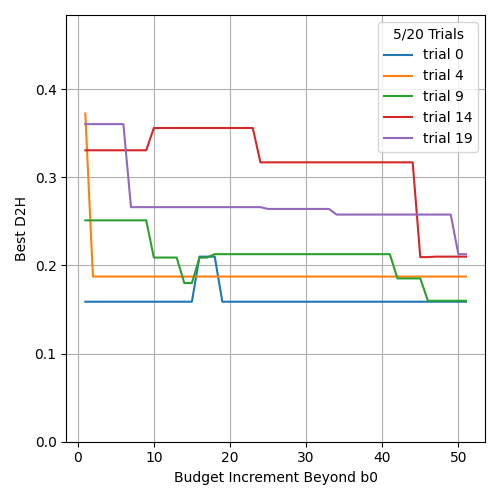 5/20 Trials
trial 0
trial 4
trial 9
trial 14
trial 19
Best D2H
0.4
0.3
0.2
0.1
0.0
0 10 20 30 40 50
Budget Increment Beyond b0